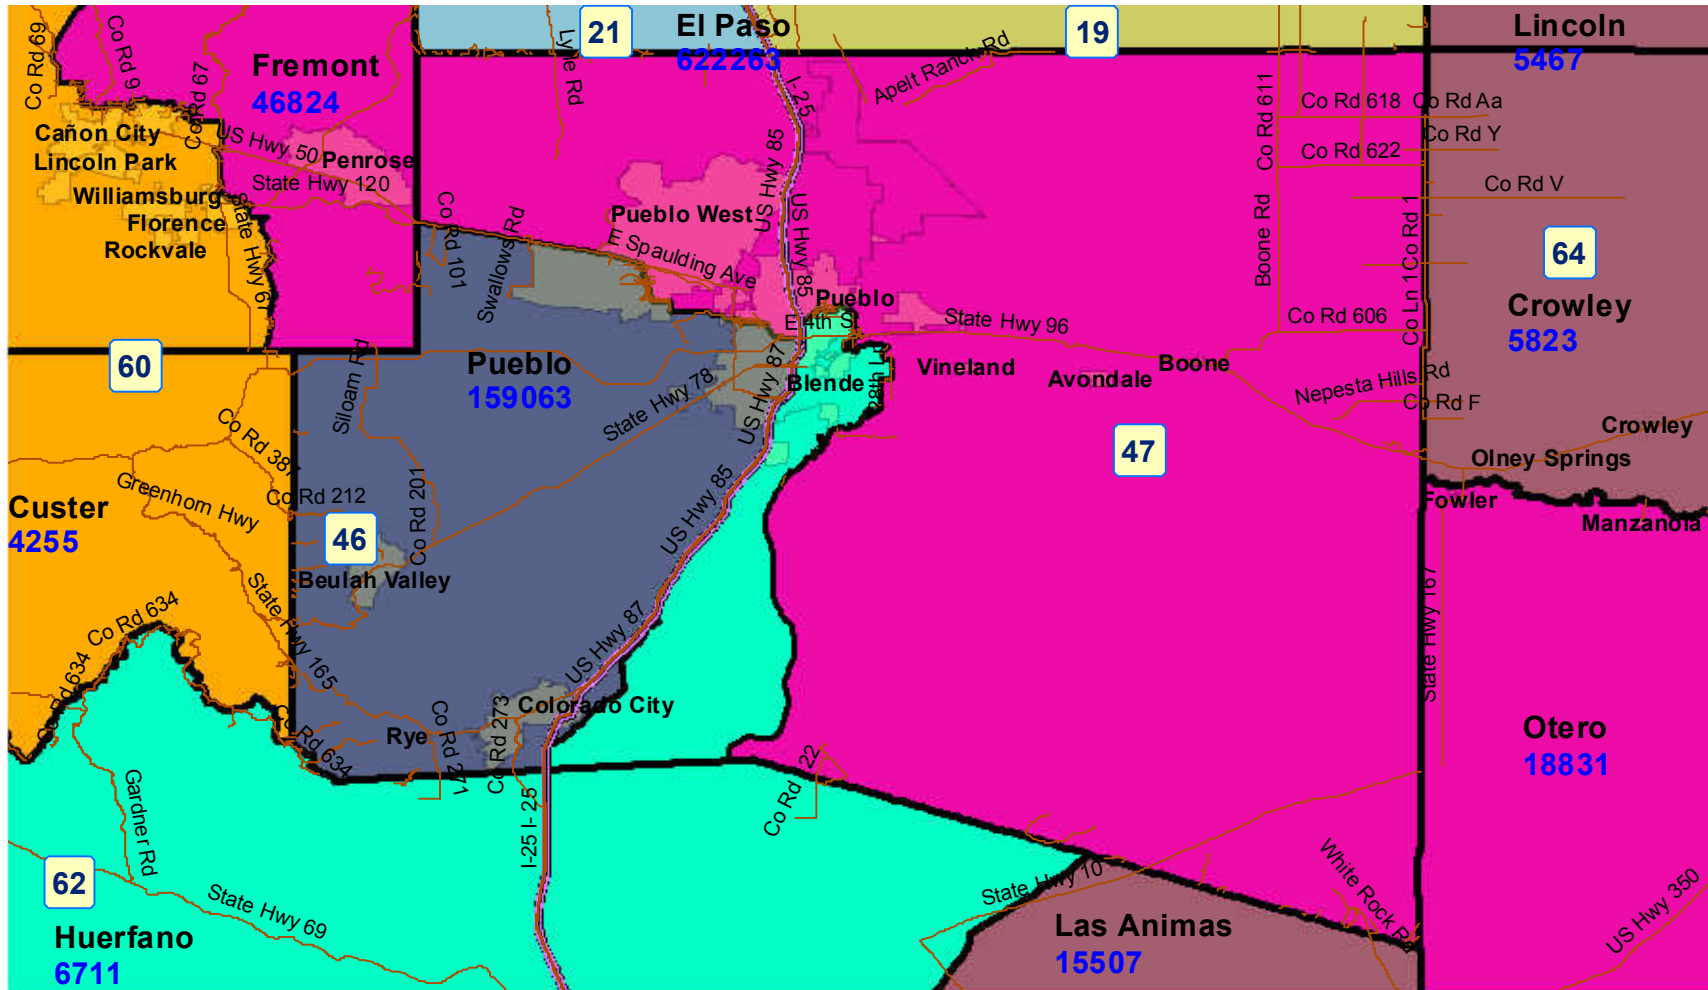 Co Rd 69
Co Rd 9
Co Rd 67
Fremont
46824
Lytle Rd
21
El Paso
622263
I- 25
19
Apelt Ranch Rd
Lincoln
5467
Co Rd 611
Co Rd 618
Co Rd Aa
Co Rd Y
Co Rd 622
Co Rd V
Cañon City
Lincoln Park
Williamsburg
Florence
Rockvale
US Hwy 50
Penrose
State Hwy 120
State Hwy 67
Co Rd 101
Swallows Rd
Pueblo West
E Spaulding Ave
US Hwy 85
US Hwy 85
Boone Rd
Co Rd 1
Co Ln 1
64
Crowley
5823
Pueblo
E 4th St
State Hwy 96
Co Rd 606
60
Siloam Rd
Pueblo
159063
State Hwy 78
US Hwy 87
Blende
28th Ln
Vineland
Avondale
Boone
Nepesta Hills Rd
Co Rd F
Crowley
Olney Springs
47
Co Rd 387
Greenhorn Hwy
Co Rd 212
Co Rd 201
Custer
4255
46
Beulah Valley
US Hwy 85
Fowler
Manzanola
State Hwy 167
Co Rd 634
Co Rd 634
State Hwy 165
US Hwy 87
Colorado City
Rye
Co Rd 271
Co Rd 273
Co Rd 634
Otero
18831
Gardner Rd
I-25 I- 25
Co Rd 22
62
State Hwy 69
Huerfano
6711
State Hwy 10
Las Animas
15507
White Rock Rd
US Hwy 350